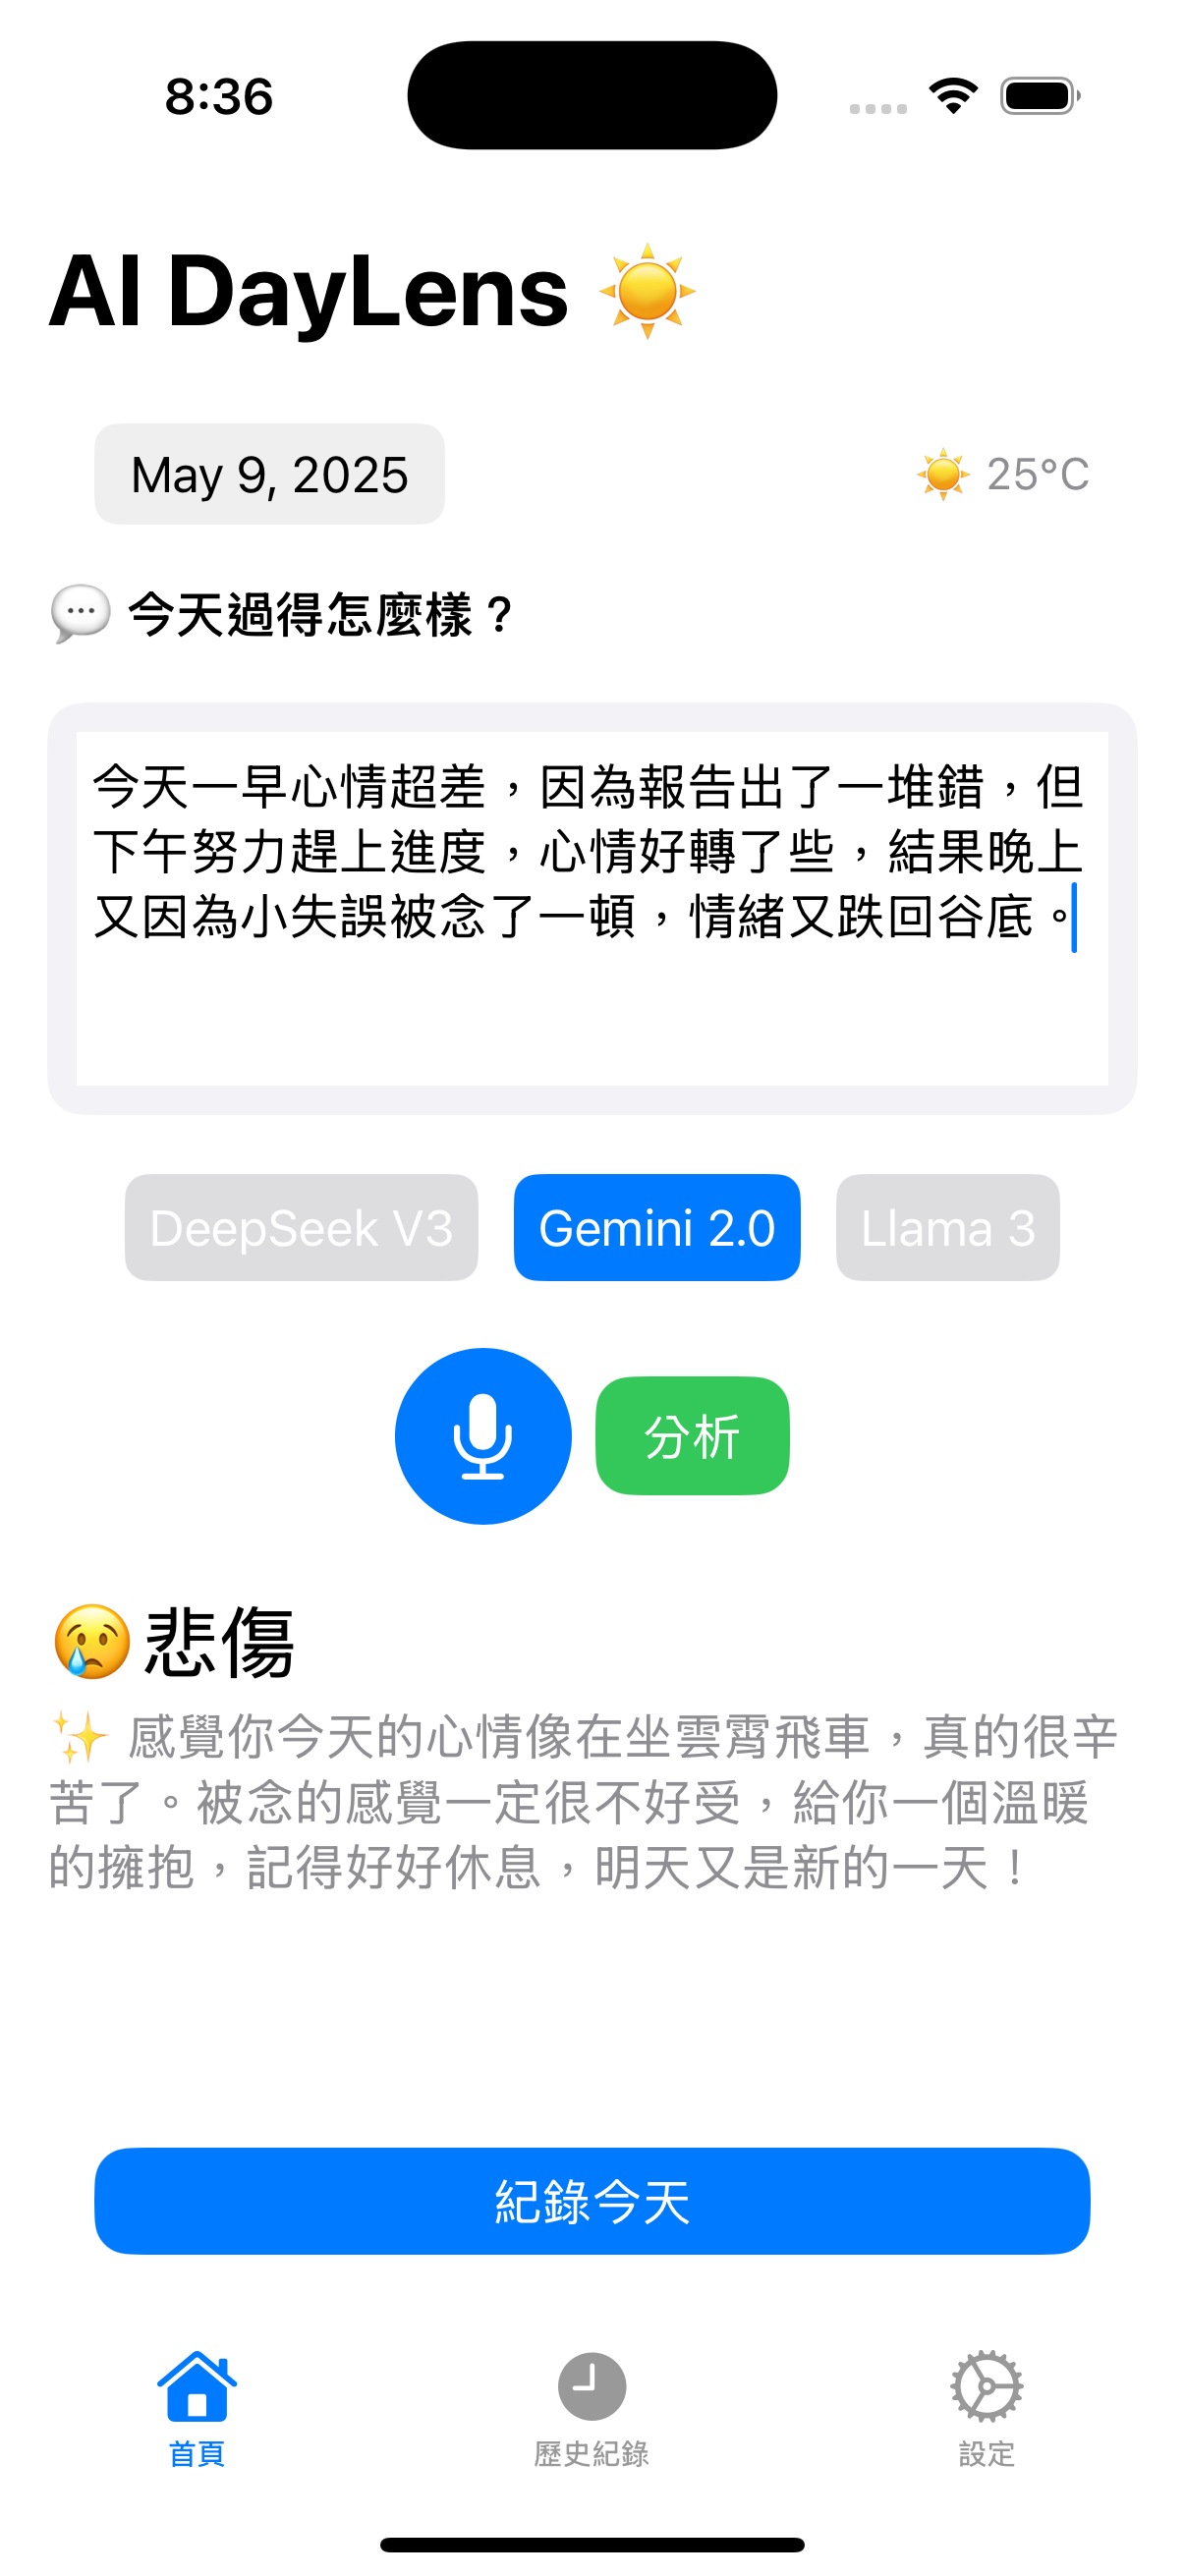 8:36
AI DayLens ☀️
May 9, 2025
☀️ 25°C
💬 今天過得怎麼樣？
今天一早心情超差，因為報告出了一堆錯，但
下午努力趕上進度，心情好轉了些，結果晚上
又因為小失誤被念了一頓，情緒又跌回谷底。
DeepSeek V3
Gemini 2.0
Llama 3
分析
😢 悲傷
✨ 感覺你今天的心情像在坐雲霄飛車，真的很辛
苦了。被念的感覺一定很不好受，給你一個溫暖
的擁抱，記得好好休息，明天又是新的一天！
紀錄今天
首頁
歷史紀錄
設定